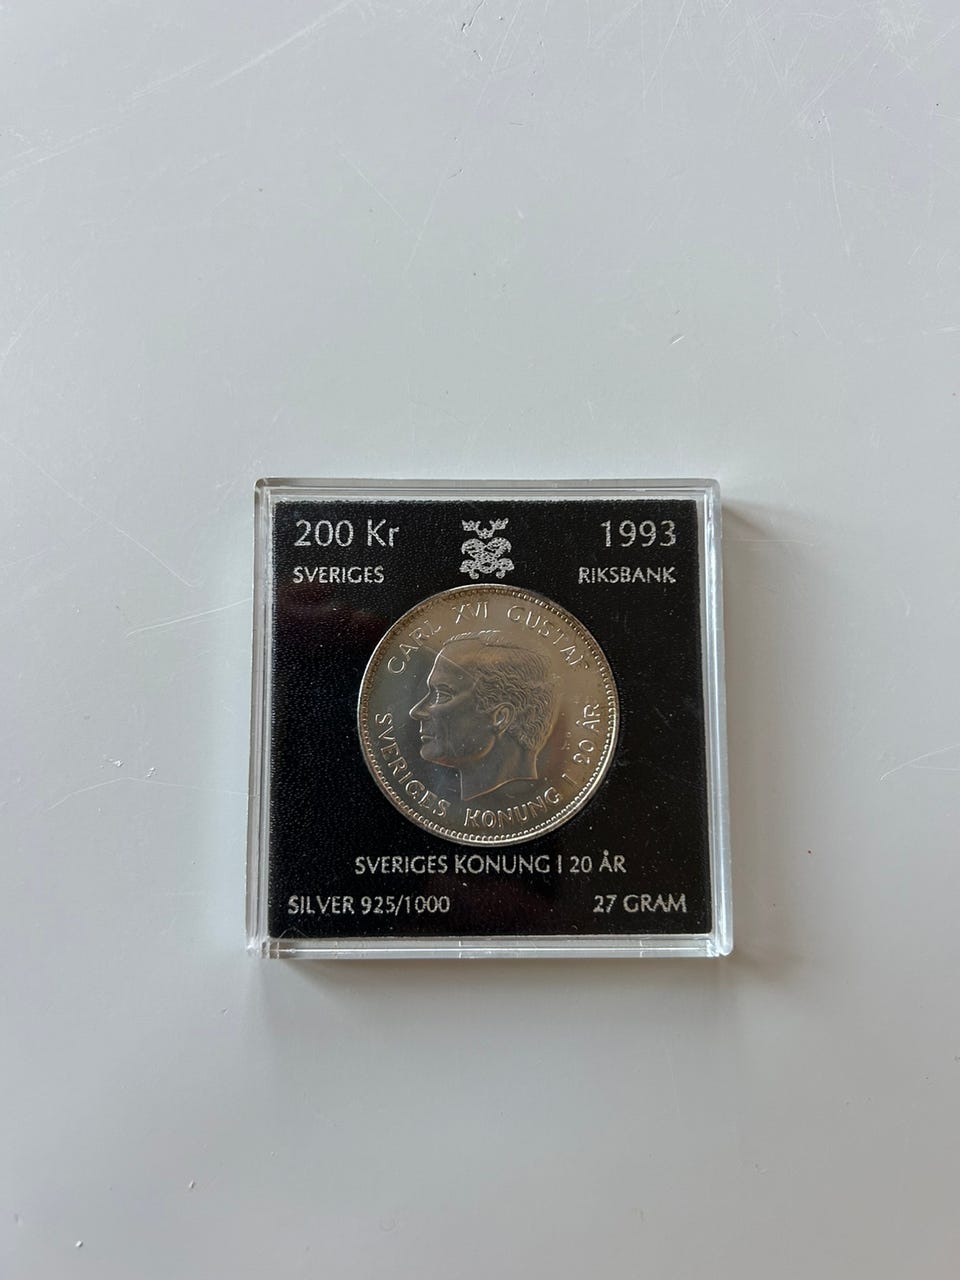 200 Kr
1993
SVERIGES
RIKSBANK
CARL XVI GUSTAF
SVERIGES KONUNG I 20 ÅR
SVERIGES KONUNG I 20 ÅR
SILVER 925/1000
27 GRAM